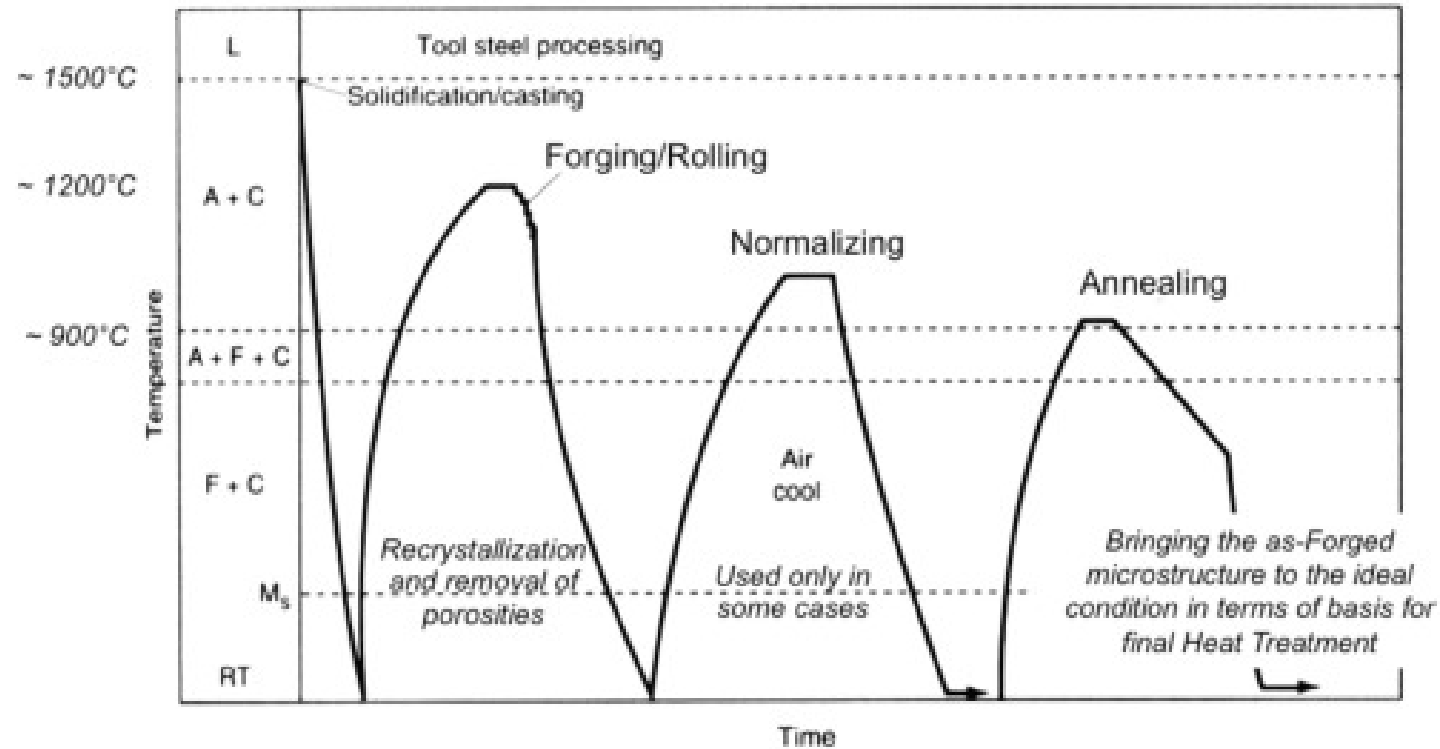 L
Tool steel processing
~ 1500°C
Solidification/casting
Forging/Rolling
~ 1200°C
A + C
Normalizing
Annealing
~ 900°C
A + F + C
Temperature
Air
cool
F + C
Recrystallization
and removal of
porosities
Used only in
some cases
Bringing the as-Forged
microstructure to the ideal
condition in terms of basis for
final Heat Treatment
Ms
RT
Time